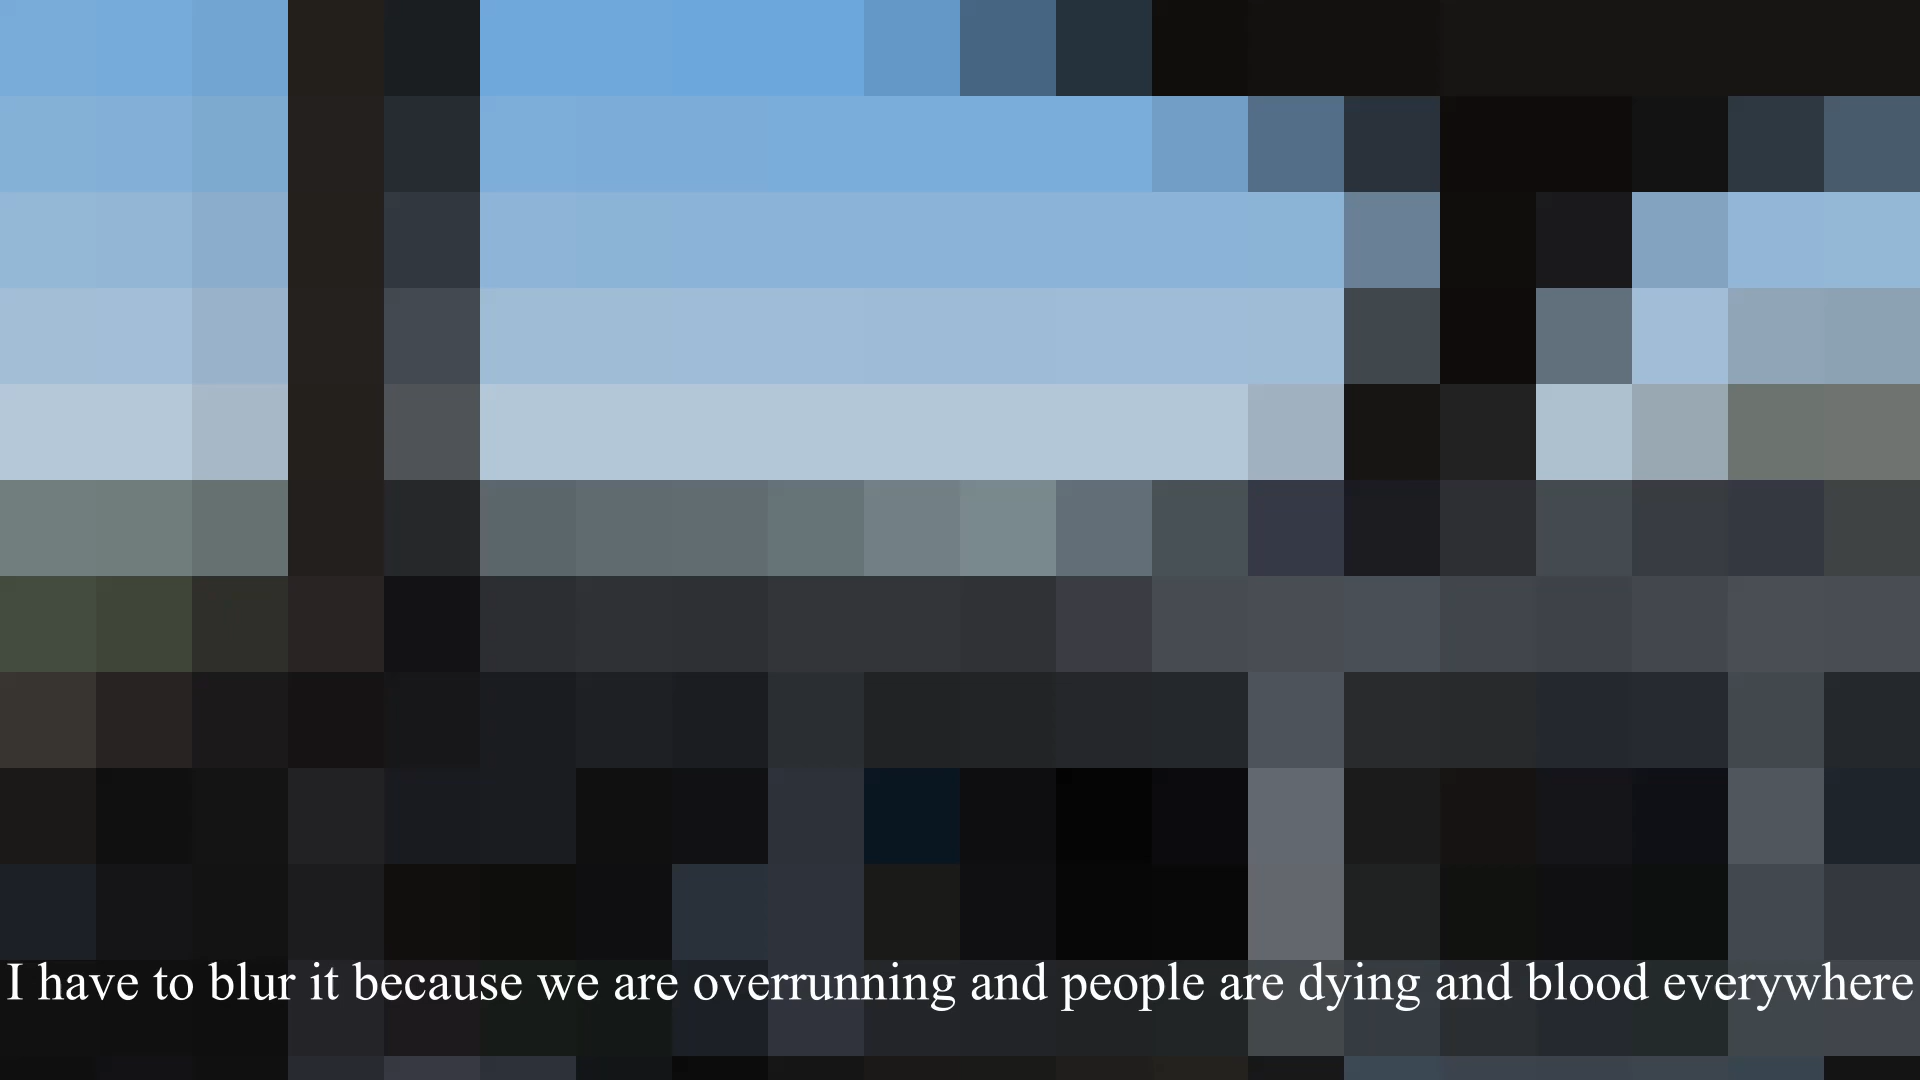 I have to blur it because we are overrunning and people are dying and blood everywhere